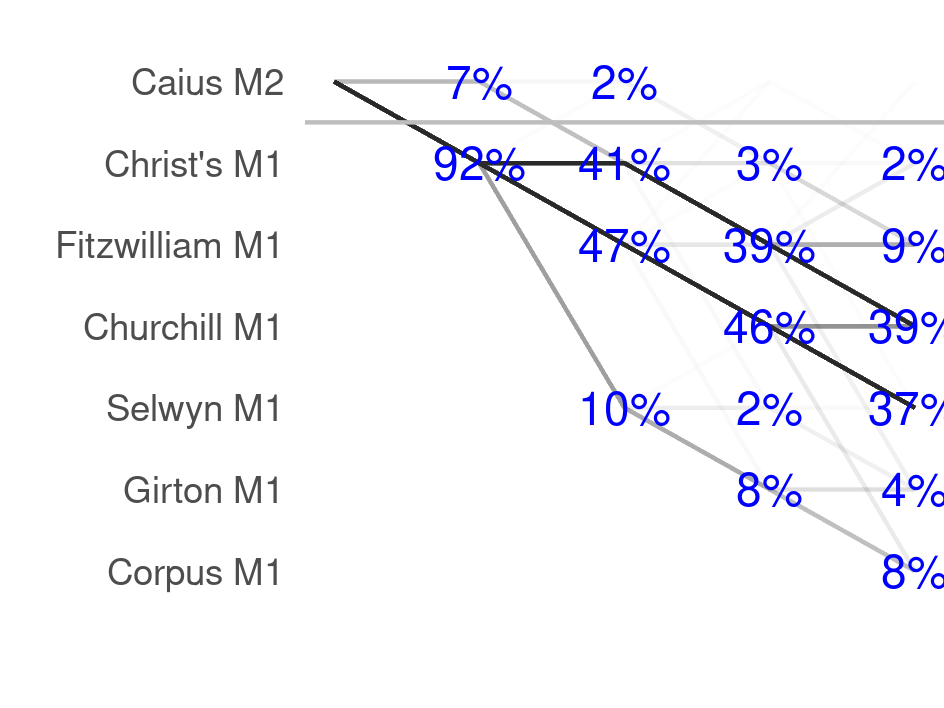 Caius M2 7% 2%
Christ's M1 92% 41% 3% 2%
Fitzwilliam M1 47% 39% 9%
Churchill M1 46% 39%
Selwyn M1 10% 2% 37%
Girton M1 8% 4%
Corpus M1 8%